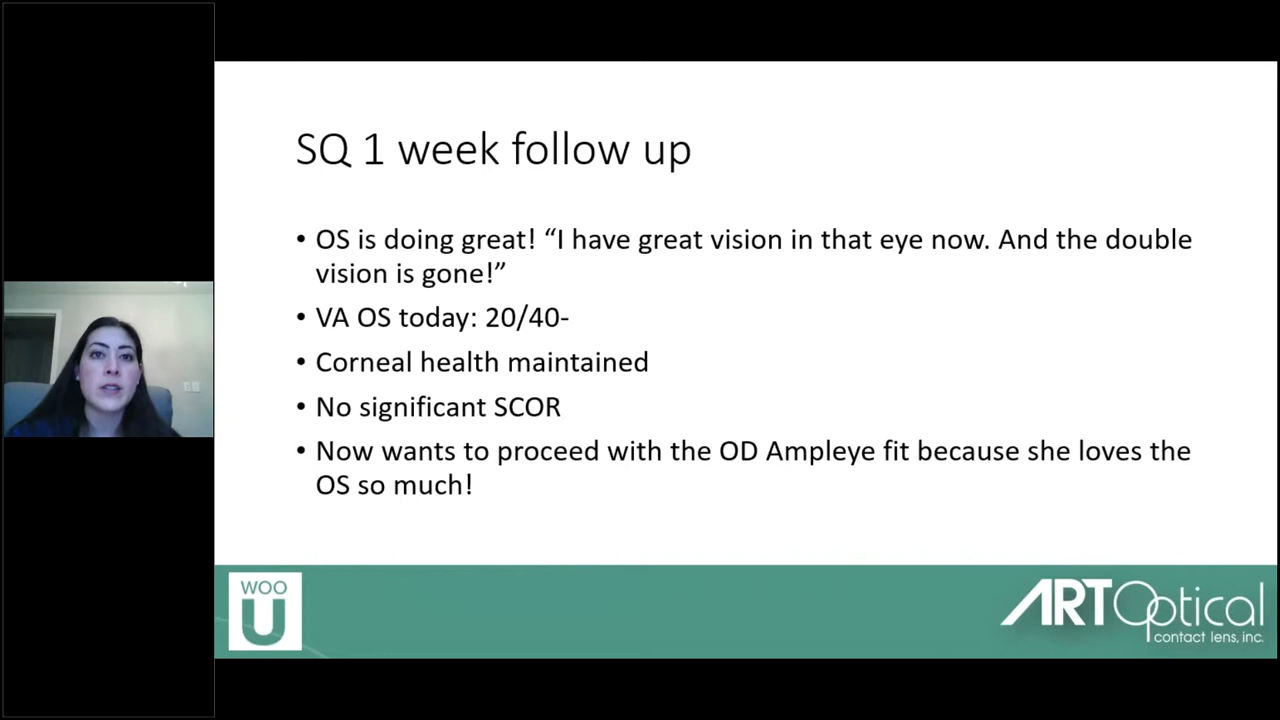 SQ 1 week follow up
• OS is doing great! “I have great vision in that eye now. And the double
vision is gone!”
• VA OS today: 20/40-
• Corneal health maintained
• No significant SCOR
• Now wants to proceed with the OD Ampleye fit because she loves the
OS so much!
WOO
U
ART Optical
contact lens, inc.